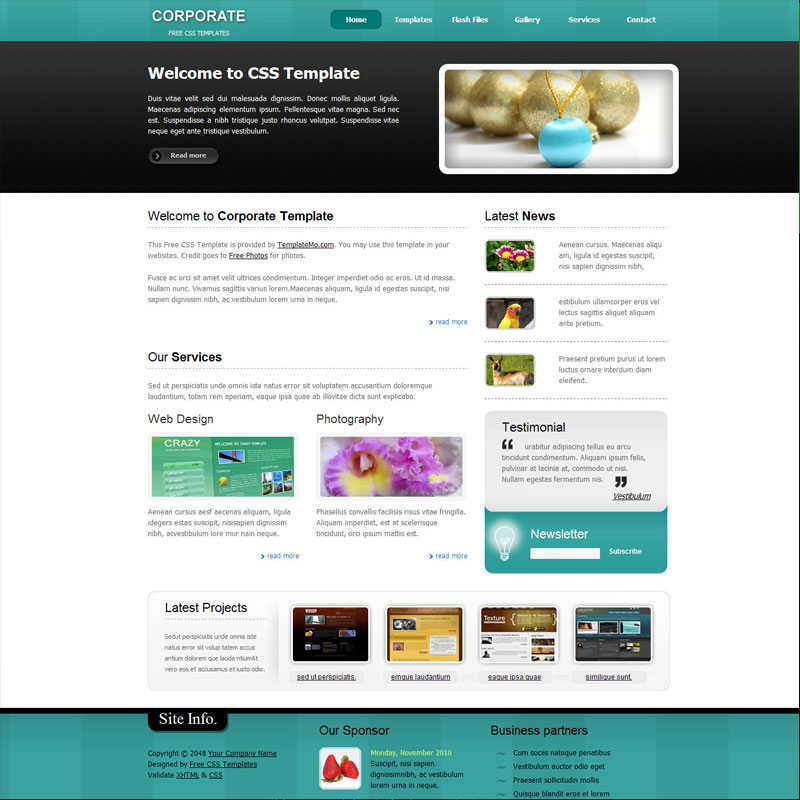 CORPORATE
FREE CSS TEMPLATES
Home Templates Flash Files Gallery Services Contact
Welcome to CSS Template
Duis vitae velit sed dui malesuada dignissim. Donec mollis aliquet ligula.
Maecenas adipiscing elementum ipsum. Pellentesque vitae magna. Sed nec
est. Suspendisse a nibh tristique justo rhoncus volutpat. Suspendisse vitae
neque eget ante tristique vestibulum.
Read more
Welcome to Corporate Template
This Free CSS Template is provided by TemplateMo.com. You may use this template in your
websites. Credit goes to Free Photos for photos.
Fusce ac orci sit amet velit ultrices condimentum. Integer imperdiet odio ac eros. Ut id massa.
Nullam nunc. Vivamus sagittis varius lorem.Maecenas aliquam, ligula id egestas suscipit, nisi
sapien dignissim nibh, ac vestibulum lorem urna in neque.
read more
Our Services
Sed ut perspiciatis unde omnis iste natus error sit voluptatem accusantium doloremque
laudantium, totam rem aperiam, eaque ipsa quae ab illovitae dicta sunt explicabo.
Web Design
CRAZY
WELCOME TO CRAZY TEMPLATE
Aenean cursus aesf aecenas aliquam, ligula
idegers estas suscipit, nisisapien dignissim
nibh, acvestibulum lore mur nain neque.
read more
Photography
Phasellus convallis facilisis risus vitae fringilla.
Aliquam imperdiet, est at scelerisque
tincidunt, orci ipsum mattis est.
read more
Latest News
Aenean cursus. Maecenas aliqu
am, ligula id egestas suscipit,
nisi sapien dignissim nibh,
estibulum ullamcorper eros vel
lectus sagittis aliquet aliquam
ante pretium.
Praesent pretium purus ut lorem
luctus ornare interdum diam
eleifend.
Testimonial
“ urabitur adipiscing tellus eu arcu
tincidunt condimentum. Aliquam ipsum felis,
pulvinar at lacinia at, commodo ut nisi.
Nullam egestas fermentum nis. ”
Vestibulum
Newsletter
Subscribe
Latest Projects
Sedut perspiciatis unde omnis iste
natus error sit volup tatem accus
antium dolorem que lauda ntiumAt
vero eos et accusamus et iusto odio.
sed ut perspiciatis.
emque laudantium
Texture
eaque ipsa quae
similique sunt.
Site Info.
Copyright © 2048 Your Company Name
Designed by Free CSS Templates
Validate XHTML & CSS
Our Sponsor
Monday, November 2010
Suscipit, nisi sapien
dignissimnibh, ac vestibulum
lorem urna in neque.
Business partners
Cum sociis natoque penatibus
Vestibulum auctor odio eget
Praesent sollicitudin mollis
Quisque blandit eros et lorem